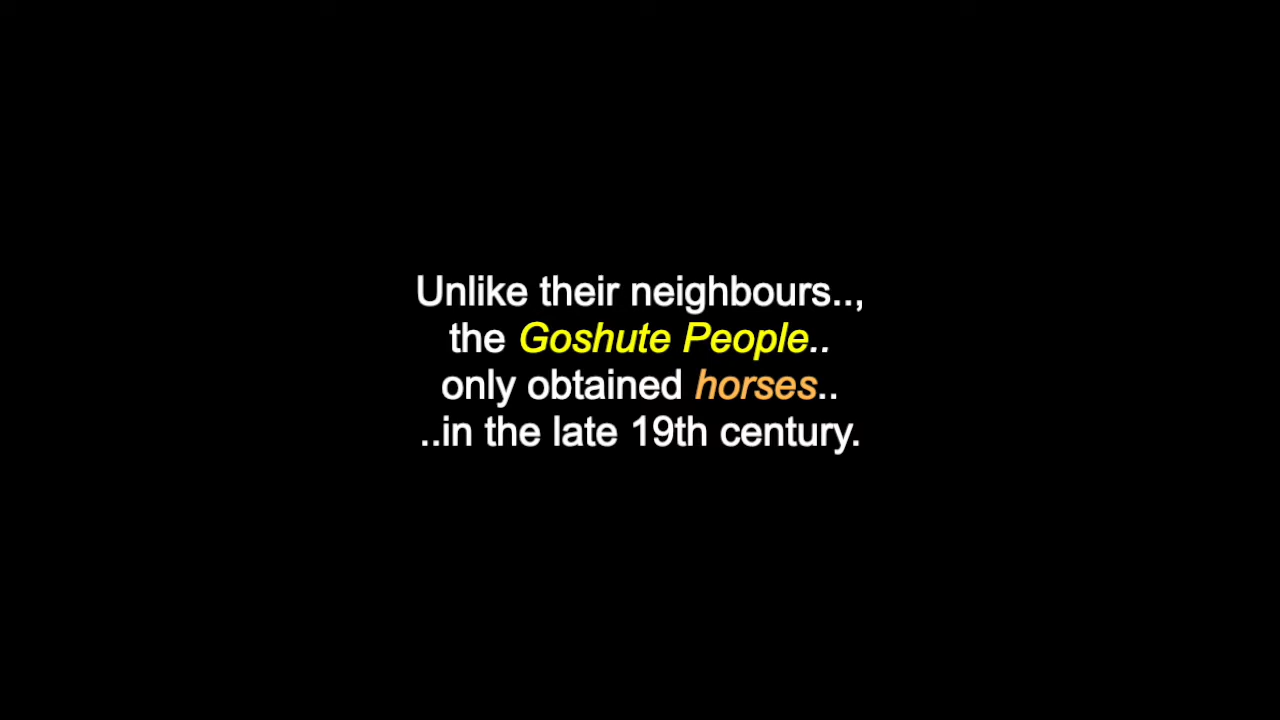 Unlike their neighbours..,
the Goshute People..
only obtained horses..
..in the late 19th century.